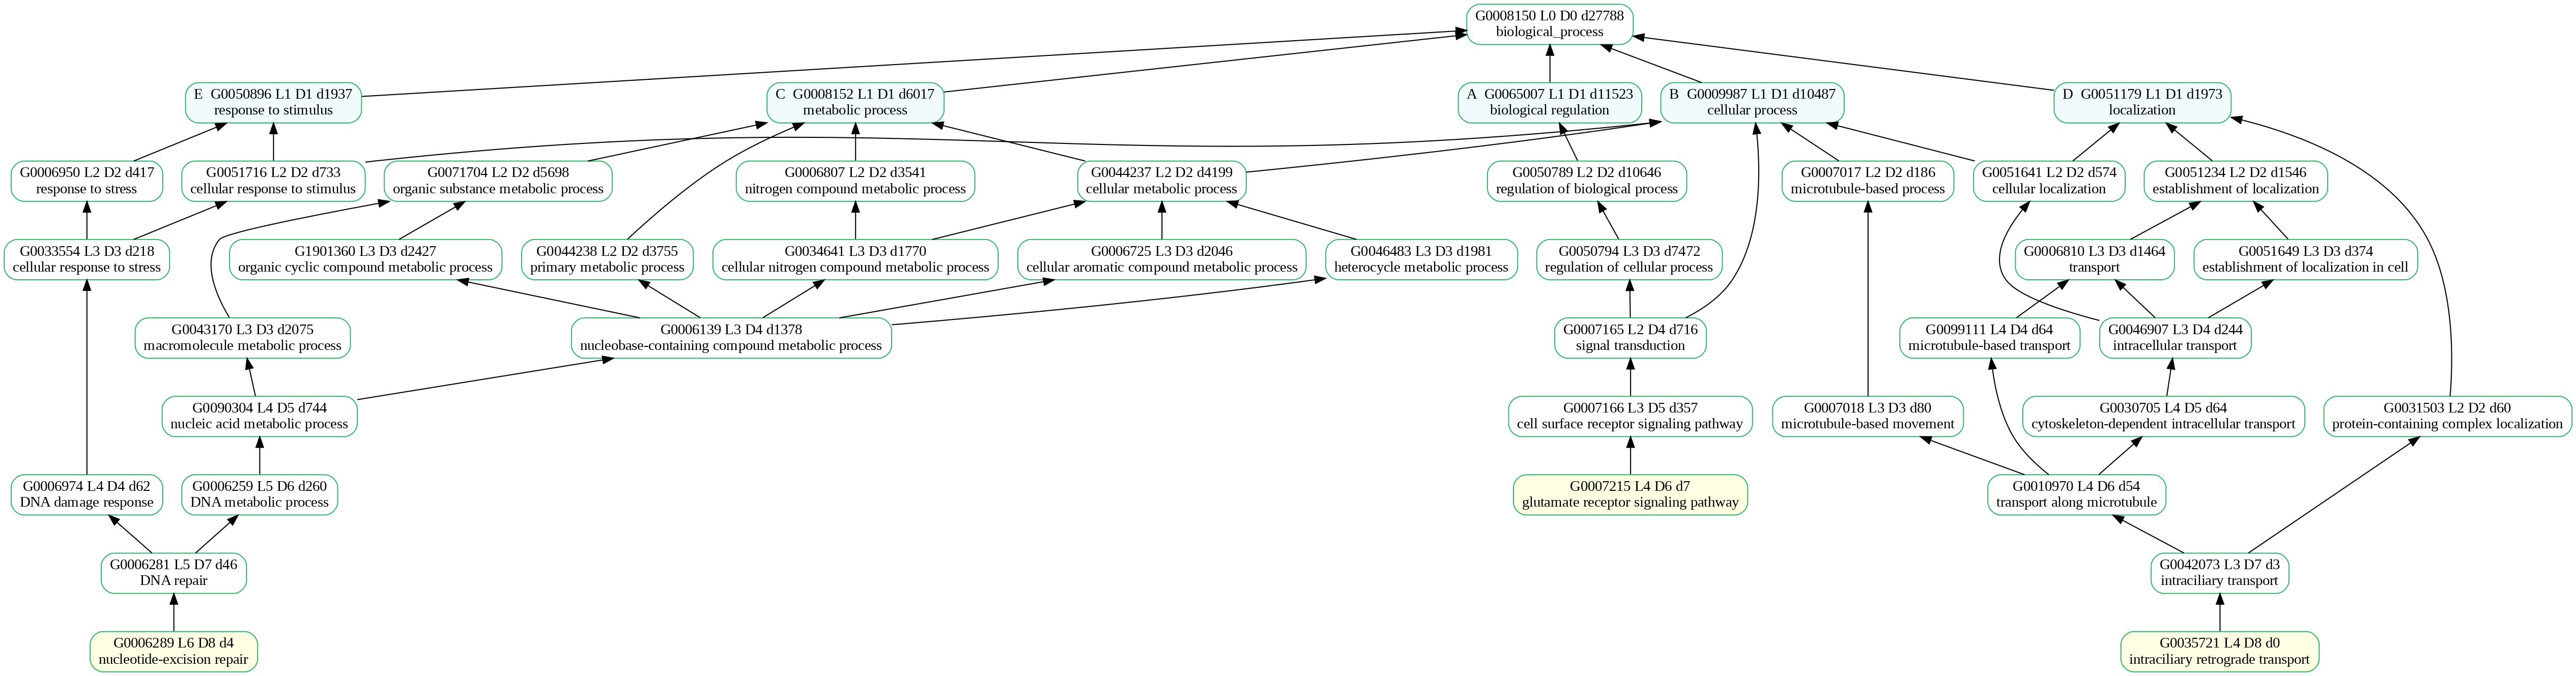 G0008150 L0 D0 d27788
biological_process
E  G0050896 L1 D1 d1937
response to stimulus
C  G0008152 L1 D1 d6017
metabolic process
A  G0065007 L1 D1 d11523
biological regulation
B  G0009987 L1 D1 d10487
cellular process
D  G0051179 L1 D1 d1973
localization
G0006950 L2 D2 d417
response to stress
G0051716 L2 D2 d733
cellular response to stimulus
G0071704 L2 D2 d5698
organic substance metabolic process
G0006807 L2 D2 d3541
nitrogen compound metabolic process
G0044237 L2 D2 d4199
cellular metabolic process
G0050789 L2 D2 d10646
regulation of biological process
G0007017 L2 D2 d186
microtubule-based process
G0051641 L2 D2 d574
cellular localization
G0051234 L2 D2 d1546
establishment of localization
G0033554 L3 D3 d218
cellular response to stress
G1901360 L3 D3 d2427
organic cyclic compound metabolic process
G0044238 L2 D2 d3755
primary metabolic process
G0034641 L3 D3 d1770
cellular nitrogen compound metabolic process
G0006725 L3 D3 d2046
cellular aromatic compound metabolic process
G0046483 L3 D3 d1981
heterocycle metabolic process
G0050794 L3 D3 d7472
regulation of cellular process
G0006810 L3 D3 d1464
transport
G0051649 L3 D3 d374
establishment of localization in cell
G0043170 L3 D3 d2075
macromolecule metabolic process
G0006139 L3 D4 d1378
nucleobase-containing compound metabolic process
G0007165 L2 D4 d716
signal transduction
G0099111 L4 D4 d64
microtubule-based transport
G0046907 L3 D4 d244
intracellular transport
G0090304 L4 D5 d744
nucleic acid metabolic process
G0007166 L3 D5 d357
cell surface receptor signaling pathway
G0007018 L3 D3 d80
microtubule-based movement
G0030705 L4 D5 d64
cytoskeleton-dependent intracellular transport
G0031503 L2 D2 d60
protein-containing complex localization
G0006974 L4 D4 d62
DNA damage response
G0006259 L5 D6 d260
DNA metabolic process
G0007215 L4 D6 d7
glutamate receptor signaling pathway
G0010970 L4 D6 d54
transport along microtubule
G0006281 L5 D7 d46
DNA repair
G0042073 L3 D7 d3
intraciliary transport
G0006289 L6 D8 d4
nucleotide-excision repair
G0035721 L4 D8 d0
intraciliary retrograde transport